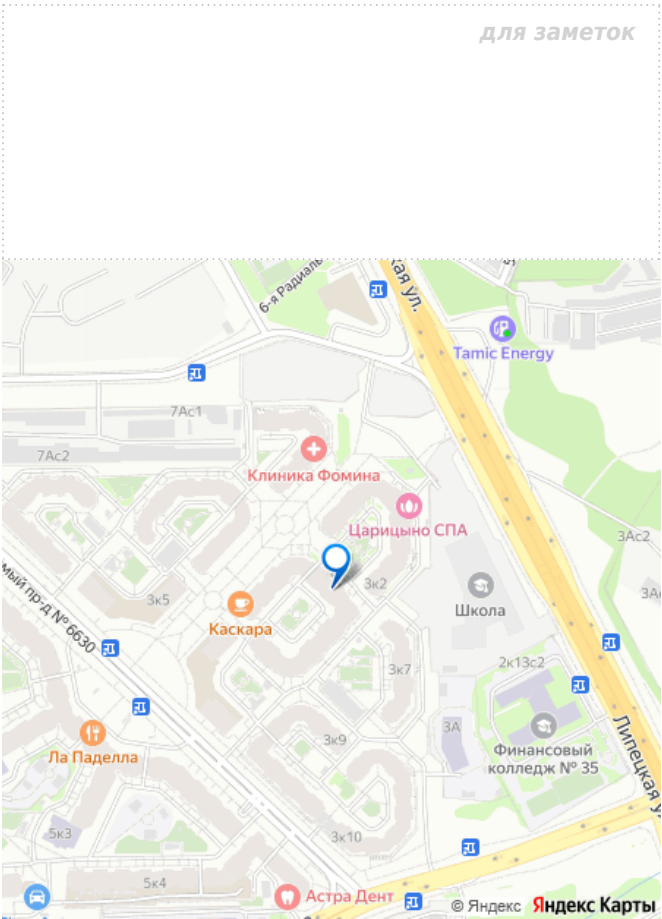 для заметок
6-я Радиаль
кая ул.
Tamic Energy
7Ас1
7Ас2
Клиника Фомина
Царицыно СПА
3Ас2
3к2
3к5
Школа
мый пр-д № 6630
Каскара
2к13с2
3к7
3А
3к9
Липецкая у
Ла Паделла
Финансовый
колледж № 35
5к3
3к10
5к4
Астра Дент
© Яндекс
Яндекс Карты